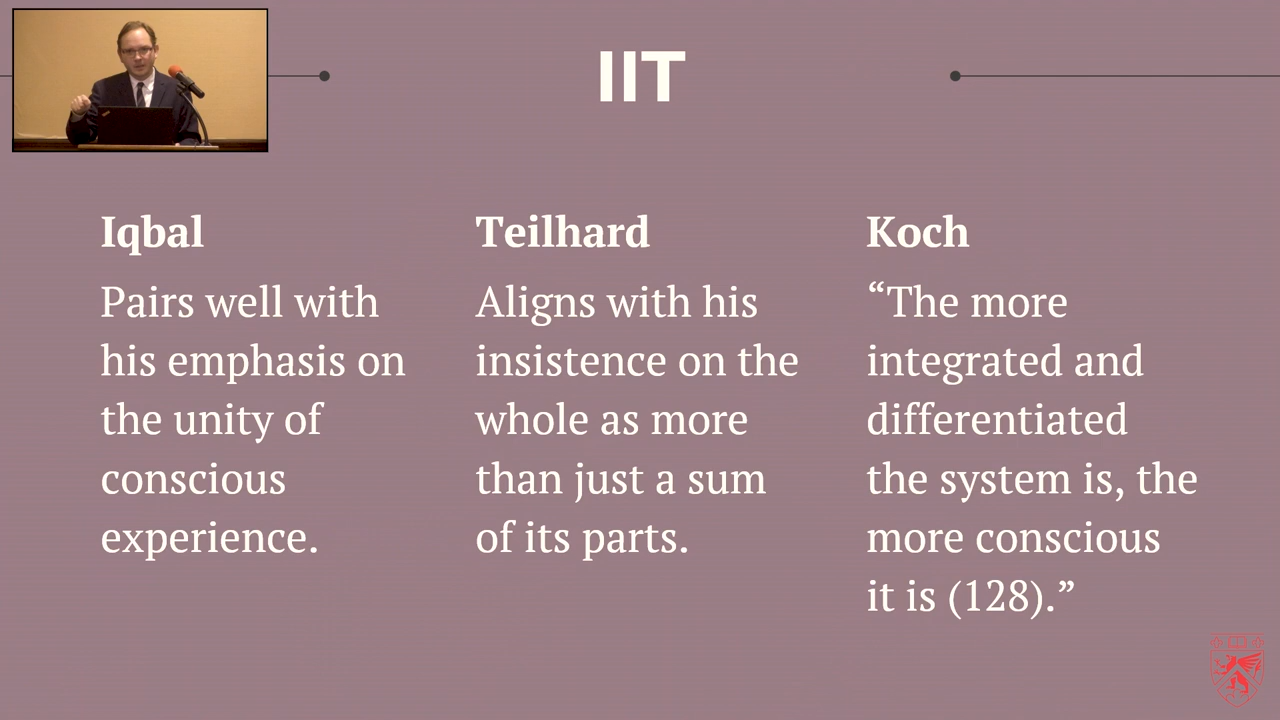 IIT
Iqbal
Pairs well with
his emphasis on
the unity of
conscious
experience.
Teilhard
Aligns with his
insistence on the
whole as more
than just a sum
of its parts.
Koch
“The more
integrated and
differentiated
the system is, the
more conscious
it is (128).”